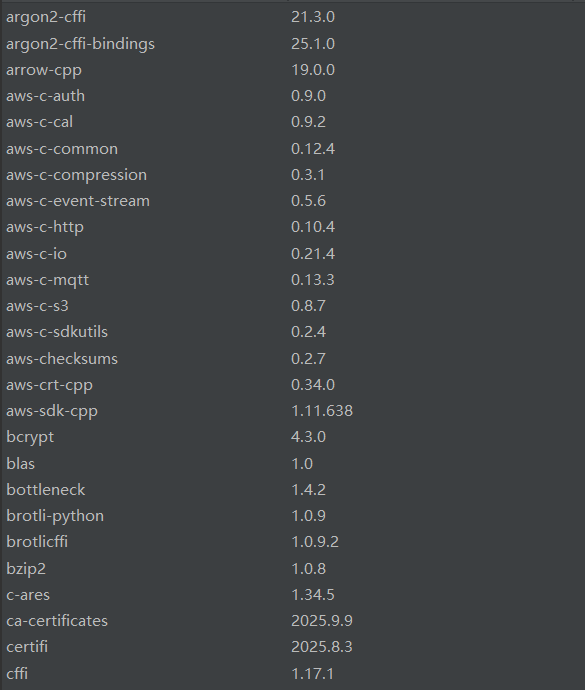 argon2-cffi 21.3.0
argon2-cffi-bindings 25.1.0
arrow-cpp 19.0.0
aws-c-auth 0.9.0
aws-c-cal 0.9.2
aws-c-common 0.12.4
aws-c-compression 0.3.1
aws-c-event-stream 0.5.6
aws-c-http 0.10.4
aws-c-io 0.21.4
aws-c-mqtt 0.13.3
aws-c-s3 0.8.7
aws-c-sdkutils 0.2.4
aws-checksums 0.2.7
aws-crt-cpp 0.34.0
aws-sdk-cpp 1.11.638
bcrypt 4.3.0
blas 1.0
bottleneck 1.4.2
brotli-python 1.0.9
brotlicffi 1.0.9.2
bzip2 1.0.8
c-ares 1.34.5
ca-certificates 2025.9.9
certifi 2025.8.3
cffi 1.17.1